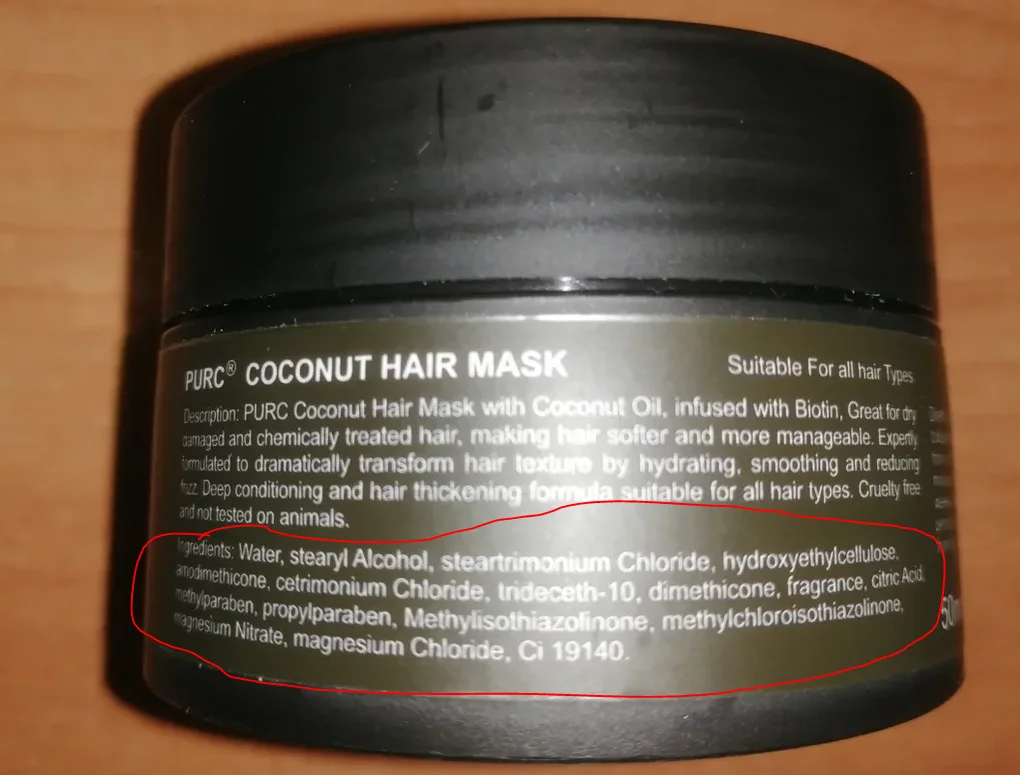 PURC® COCONUT HAIR MASK
Suitable For all hair Types
Description: PURC Coconut Hair Mask with Coconut Oil, infused with Biotin, Great for dry
damaged and chemically treated hair, making hair softer and more manageable. Expertly
formulated to dramatically transform hair texture by hydrating, smoothing and reducing
frizz. Deep conditioning and hair thickening formula suitable for all hair types. Cruelty free
and not tested on animals.
Ingredients: Water, stearyl Alcohol, steartrimonium Chloride, hydroxyethylcellulose,
amodimethicone, cetrimonium Chloride, trideceth-10, dimethicone, fragrance, citric Acid,
methylparaben, propylparaben, Methylisothiazolinone, methylchloroisothiazolinone,
magnesium Nitrate, magnesium Chloride, Ci 19140.